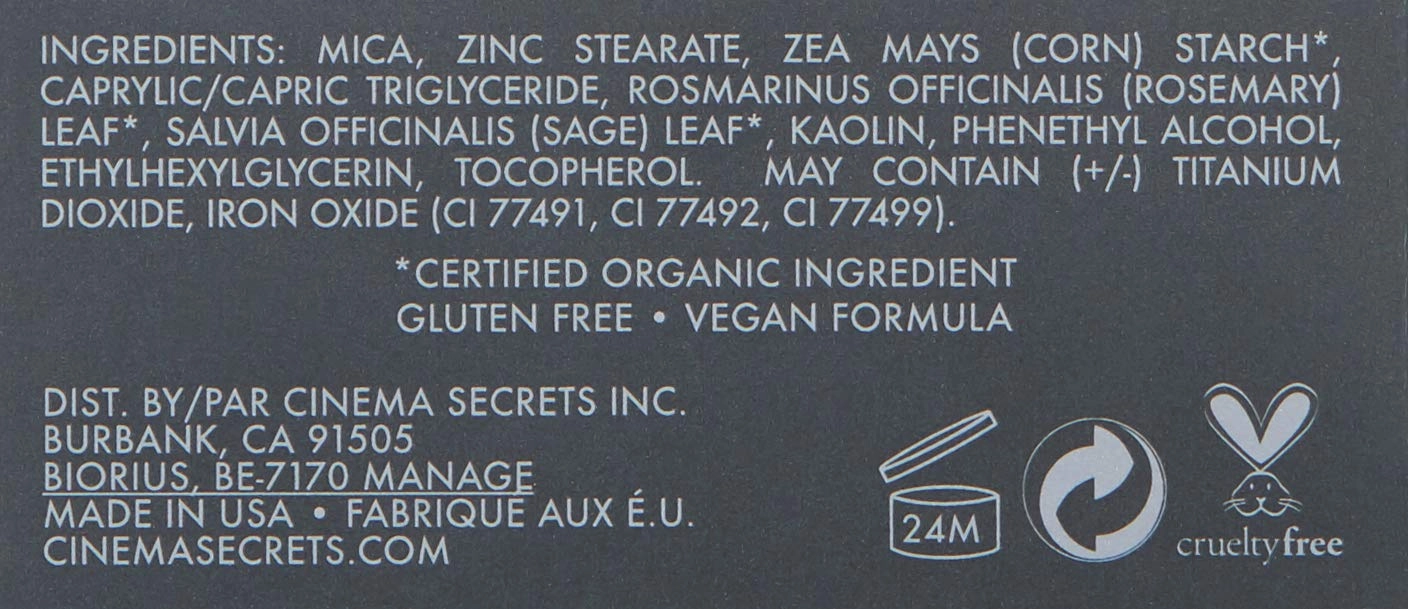 INGREDIENTS: MICA, ZINC STEARATE, ZEA MAYS (CORN) STARCH*,
CAPRYLIC/CAPRIC TRIGLYCERIDE, ROSMARINUS OFFICINALIS (ROSEMARY)
LEAF*, SALVIA OFFICINALIS (SAGE) LEAF*, KAOLIN, PHENETHYL ALCOHOL,
ETHYLHEXYLGLYCERIN, TOCOPHEROL. MAY CONTAIN (+/-) TITANIUM
DIOXIDE, IRON OXIDE (CI 77491, CI 77492, CI 77499).
*CERTIFIED ORGANIC INGREDIENT
GLUTEN FREE • VEGAN FORMULA
DIST. BY/PAR CINEMA SECRETS INC.
BURBANK, CA 91505
BIORIUS, BE-7170 MANAGE
MADE IN USA • FABRIQUÉ AUX É.U.
CINEMASECRETS.COM
24M
crueltyfree